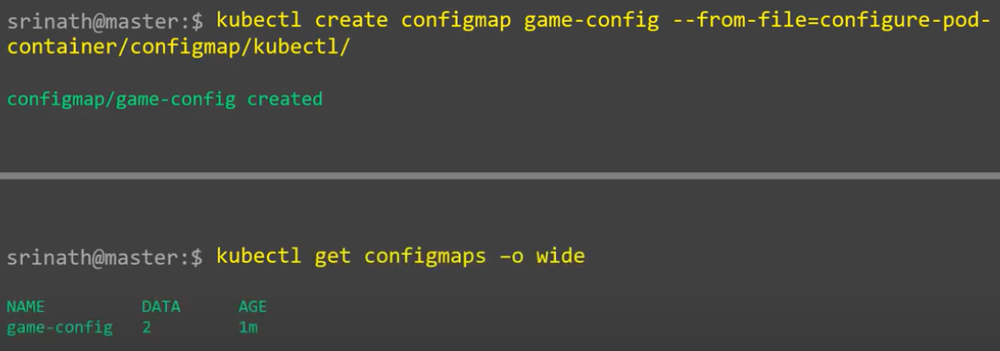 srinath@master:$ kubectl create configmap game-config --from-file=configure-pod-
container/configmap/kubectl/
configmap/game-config created
srinath@master:$ kubectl get configmaps –o wide
NAME DATA AGE
game-config 2 1m